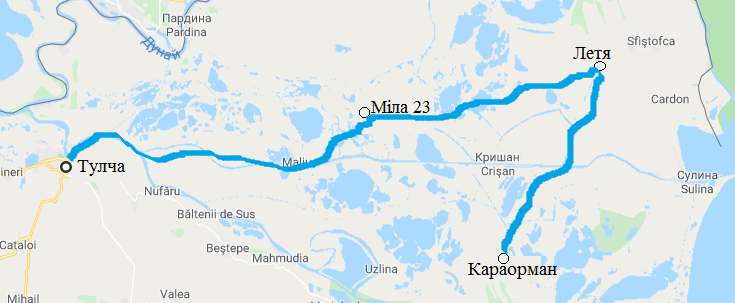 Пардина
Pardina
Дунай
Летя
Sfiştofca
Міла 23
Cardon
Тулча
Maliuc
Кришан
Crişan
Сулина
Sulina
Nufăru
Băltenii de Sus
Cataloi
Beştepe
Mahmudia
Uzlina
Караорман
Valea
Mihail